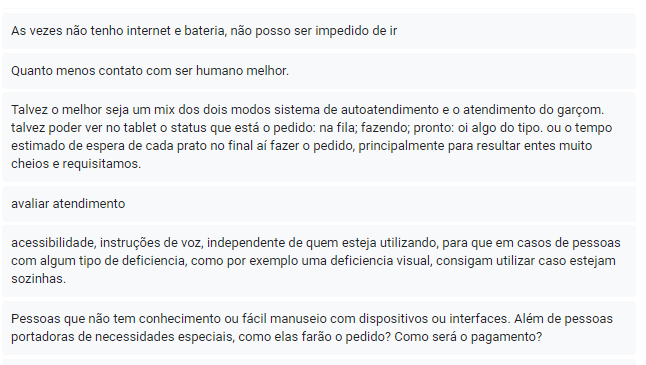 As vezes não tenho internet e bateria, não posso ser impedido de ir
Quanto menos contato com ser humano melhor.
Talvez o melhor seja um mix dos dois modos sistema de autoatendimento e o atendimento do garçom.
talvez poder ver no tablet o status que está o pedido: na fila; fazendo; pronto: oi algo do tipo. ou o tempo
estimado de espera de cada prato no final aí fazer o pedido, principalmente para resultar entes muito
cheios e requisitamos.
avaliar atendimento
acessibilidade, instruções de voz, independente de quem esteja utilizando, para que em casos de pessoas
com algum tipo de deficiencia, como por exemplo uma deficiencia visual, consigam utilizar caso estejam
sozinhas.
Pessoas que não tem conhecimento ou fácil manuseio com dispositivos ou interfaces. Além de pessoas
portadoras de necessidades especiais, como elas farão o pedido? Como será o pagamento?